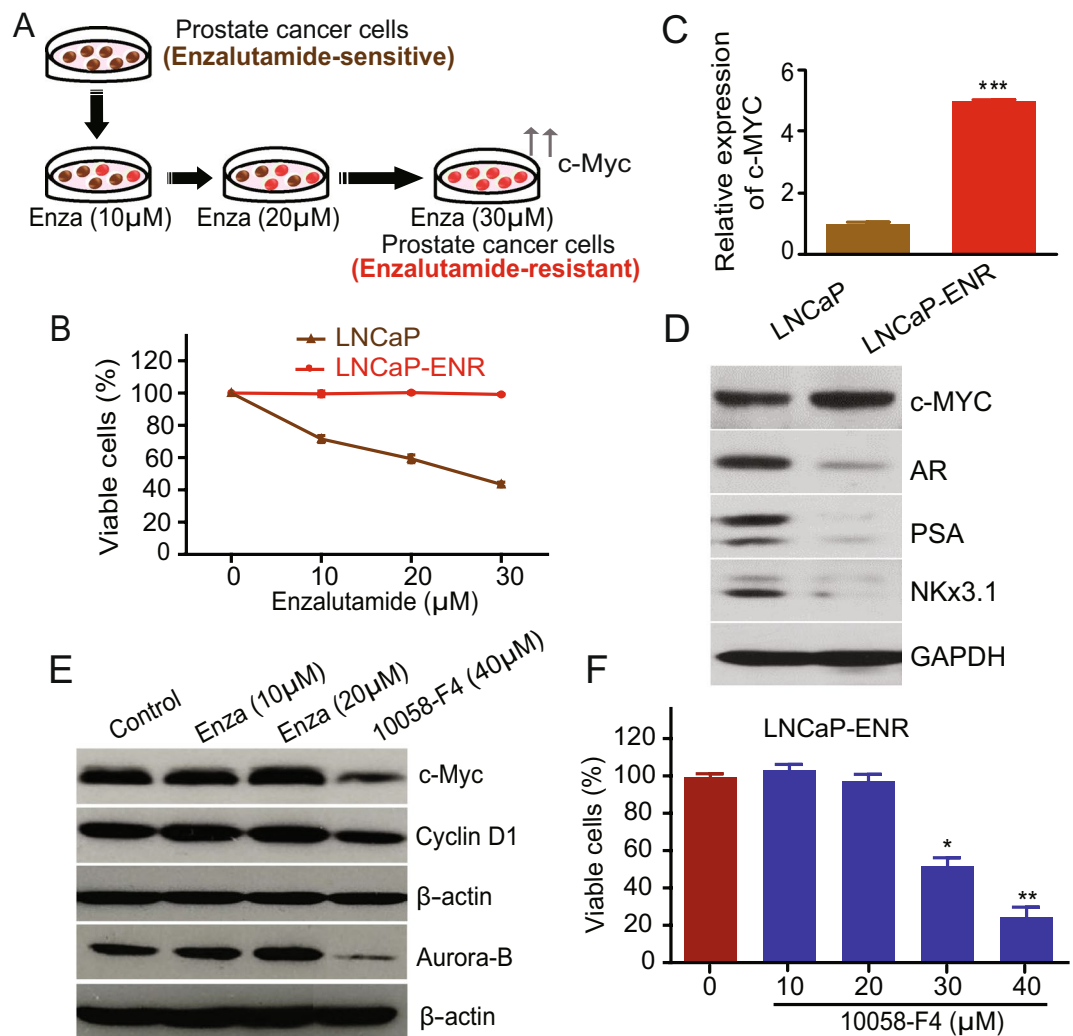 A
Prostate cancer cells
(Enzalutamide-sensitive)
c-Myc
Enza (10µM)
Enza (20µM)
Enza (30µM)
Prostate cancer cells
(Enzalutamide-resistant)
B
LNCaP
LNCaP-ENR
Viable cells (%)
120
100
80
60
40
20
0
0
10
20
30
Enzalutamide (µM)
C
Relative expression
of c-MYC
6
4
2
0
***
LNCaP
LNCaP-ENR
D
c-MYC
AR
PSA
NKx3.1
GAPDH
E
Control
Enza (10µM)
Enza (20µM)
10058-F4 (40µM)
c-Myc
Cyclin D1
β-actin
Aurora-B
β-actin
F
LNCaP-ENR
Viable cells (%)
120
100
80
60
40
20
0
*
**
0
10
20
30
40
10058-F4 (µM)